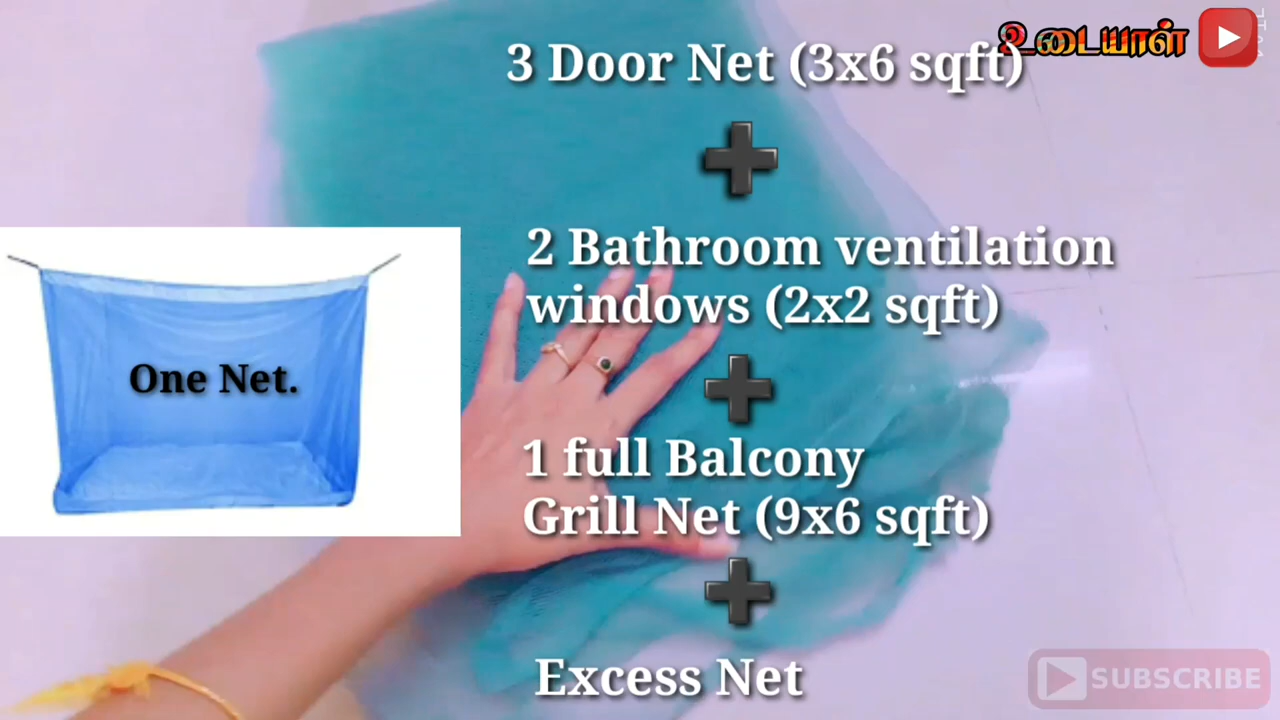 உடையாள்
3 Door Net (3x6 sqft)
2 Bathroom ventilation
windows (2x2 sqft)
One Net.
1 full Balcony
Grill Net (9x6 sqft)
Excess Net
SUBSCRIBE